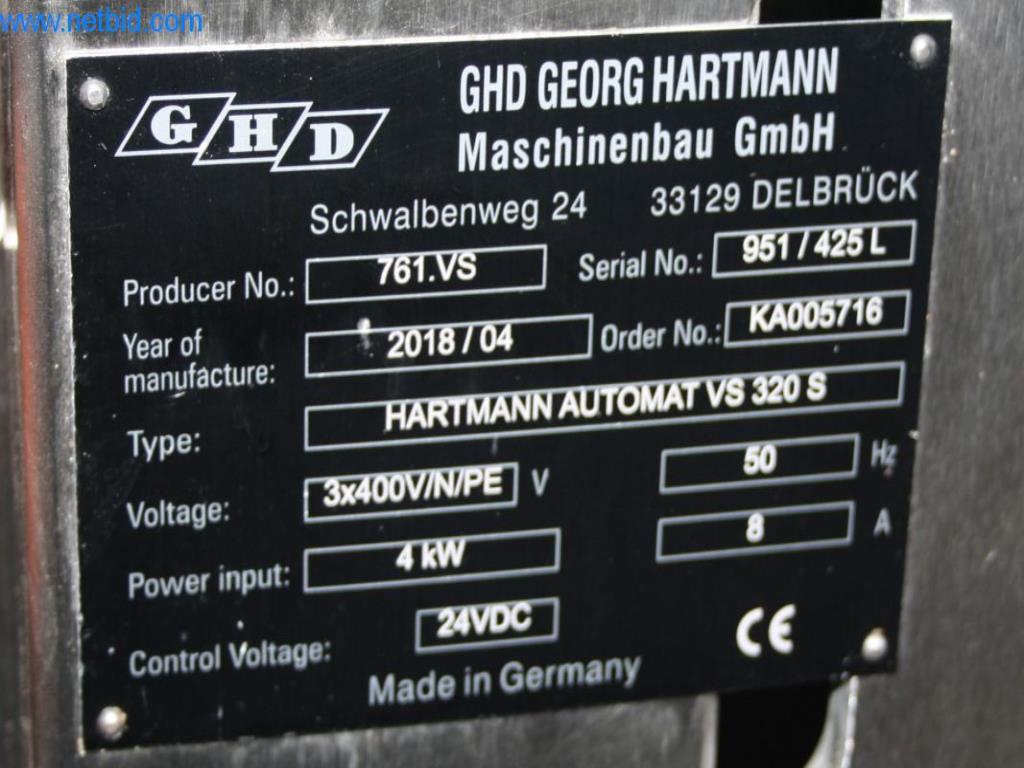 www.netbid.com
GHD GHD GEORG HARTMANN
Maschinenbau GmbH
Schwalbenweg 24 33129 DELBRÜCK
Producer No.: 761.VS Serial No.: 951 / 425 L
Year of manufacture: 2018 / 04 Order No.: KA005716
Type: HARTMANN AUTOMAT VS 320 S
Voltage: 3x400V/N/PE V 50 Hz
Power input: 4 kW 8 A
Control Voltage: 24VDC CE
Made in Germany